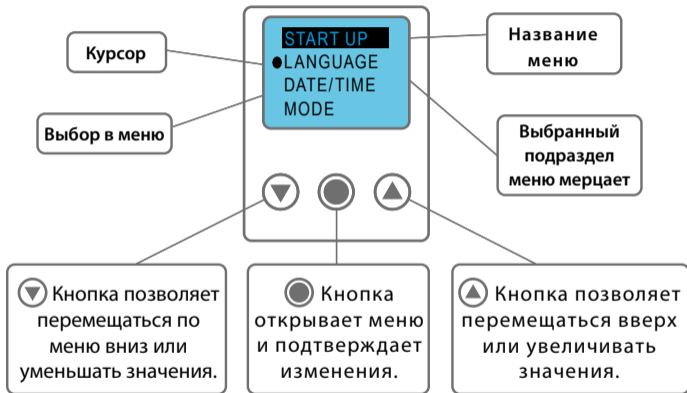 START UP
LANGUAGE
DATE/TIME
MODE
Курсор
Выбор в меню
Название
меню
Выбранный
подраздел
меню мерцает
Кнопка позволяет
перемещаться по
меню вниз или
уменьшать значения.
Кнопка
открывает меню
и подтверждает
изменения.
Кнопка позволяет
перемещаться вверх
или увеличивать
значения.